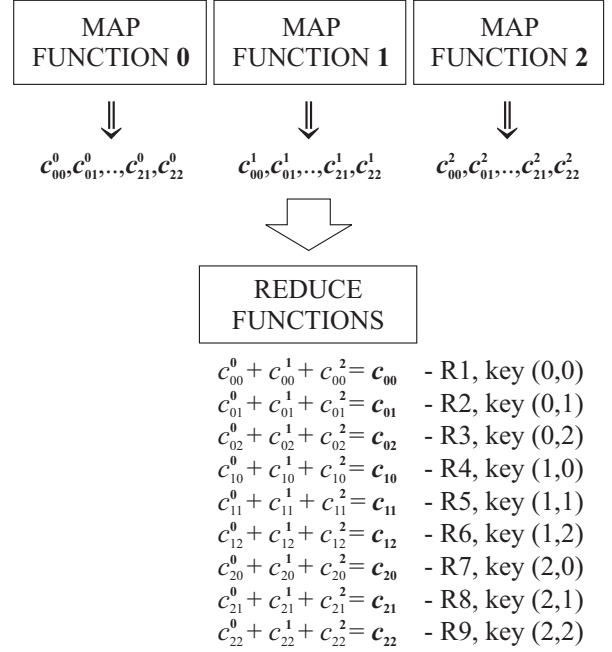 MAP FUNCTION 0
MAP FUNCTION 1
MAP FUNCTION 2
⇓ ⇓ ⇓
c⁰₀₀,c⁰₀₁,..,c⁰₂₁,c⁰₂₂
c¹₀₀,c¹₀₁,..,c¹₂₁,c¹₂₂
c²₀₀,c²₀₁,..,c²₂₁,c²₂₂
REDUCE
FUNCTIONS
c⁰₀₀ + c¹₀₀ + c²₀₀ = c₀₀ - R1, key (0,0)
c⁰₀₁ + c¹₀₁ + c²₀₁ = c₀₁ - R2, key (0,1)
c⁰₀₂ + c¹₀₂ + c²₀₂ = c₀₂ - R3, key (0,2)
c⁰₁₀ + c¹₁₀ + c²₁₀ = c₁₀ - R4, key (1,0)
c⁰₁₁ + c¹₁₁ + c²₁₁ = c₁₁ - R5, key (1,1)
c⁰₁₂ + c¹₁₂ + c²₁₂ = c₁₂ - R6, key (1,2)
c⁰₂₀ + c¹₂₀ + c²₂₀ = c₂₀ - R7, key (2,0)
c⁰₂₁ + c¹₂₁ + c²₂₁ = c₂₁ - R8, key (2,1)
c⁰₂₂ + c¹₂₂ + c²₂₂ = c₂₂ - R9, key (2,2)